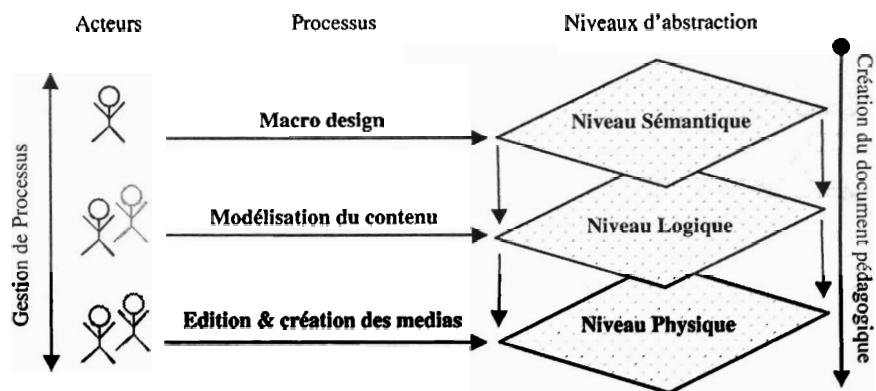 Acteurs
Processus
Niveaux d'abstraction
Gestion de Processus
Macro design
Niveau Sémantique
Modélisation du contenu
Niveau Logique
Edition & création des medias
Niveau Physique
Création du document pédagogique